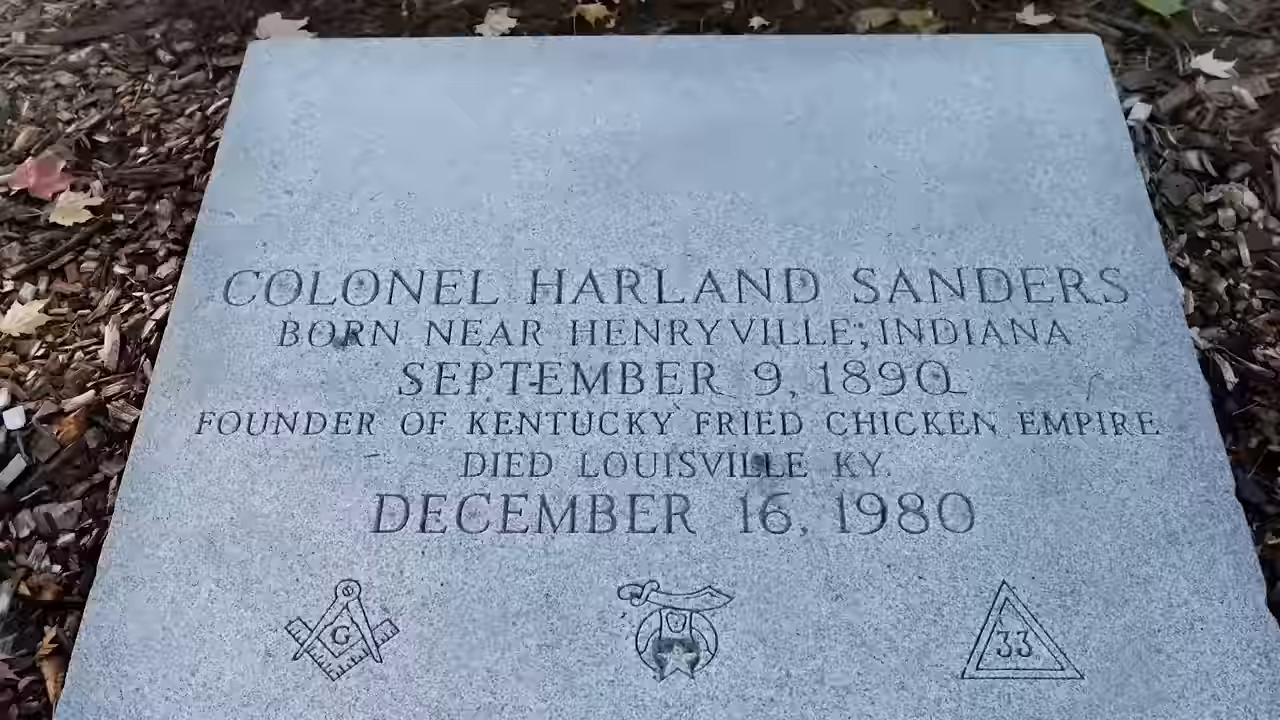 COLONEL HARLAND SANDERS
BORN NEAR HENRYVILLE, INDIANA
SEPTEMBER 9, 1890
FOUNDER OF KENTUCKY FRIED CHICKEN EMPIRE
DIED LOUISVILLE KY.
DECEMBER 16, 1980
G
33